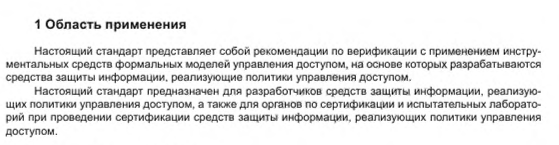 1 Область применения
Настоящий стандарт представляет собой рекомендации по верификации с применением инстру-
ментальных средств формальных моделей управления доступом, на основе которых разрабатываются
средства защиты информации, реализующие политики управления доступом.
Настоящий стандарт предназначен для разработчиков средств защиты информации, реализую-
щих политики управления доступом, а также для органов по сертификации и испытательных лаборато-
рий при проведении сертификации средств защиты информации, реализующих политики управления
доступом.